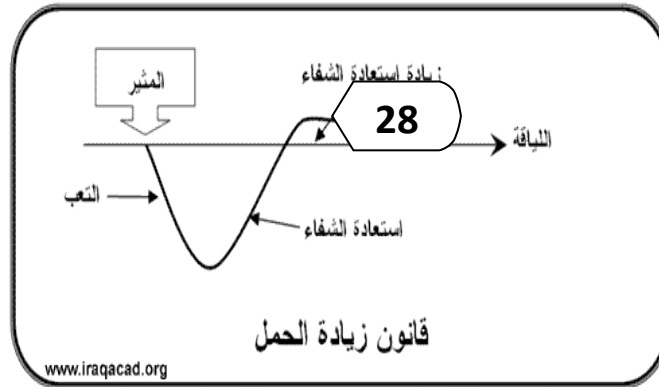 المثير
زيادة استعادة الشفاء
28
اللياقة
التعب
استعادة الشفاء
قانون زيادة الحمل
www.iraqacad.org